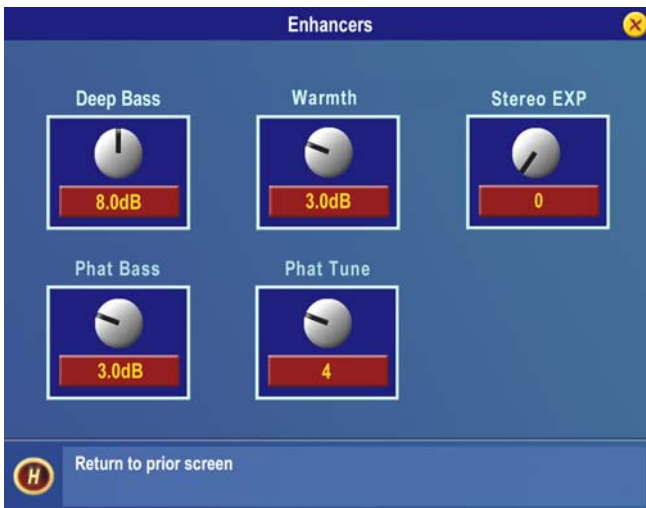 Enhancers
Deep Bass
Warmth
Stereo EXP
8.0dB
3.0dB
0
Phat Bass
Phat Tune
3.0dB
4
H
Return to prior screen